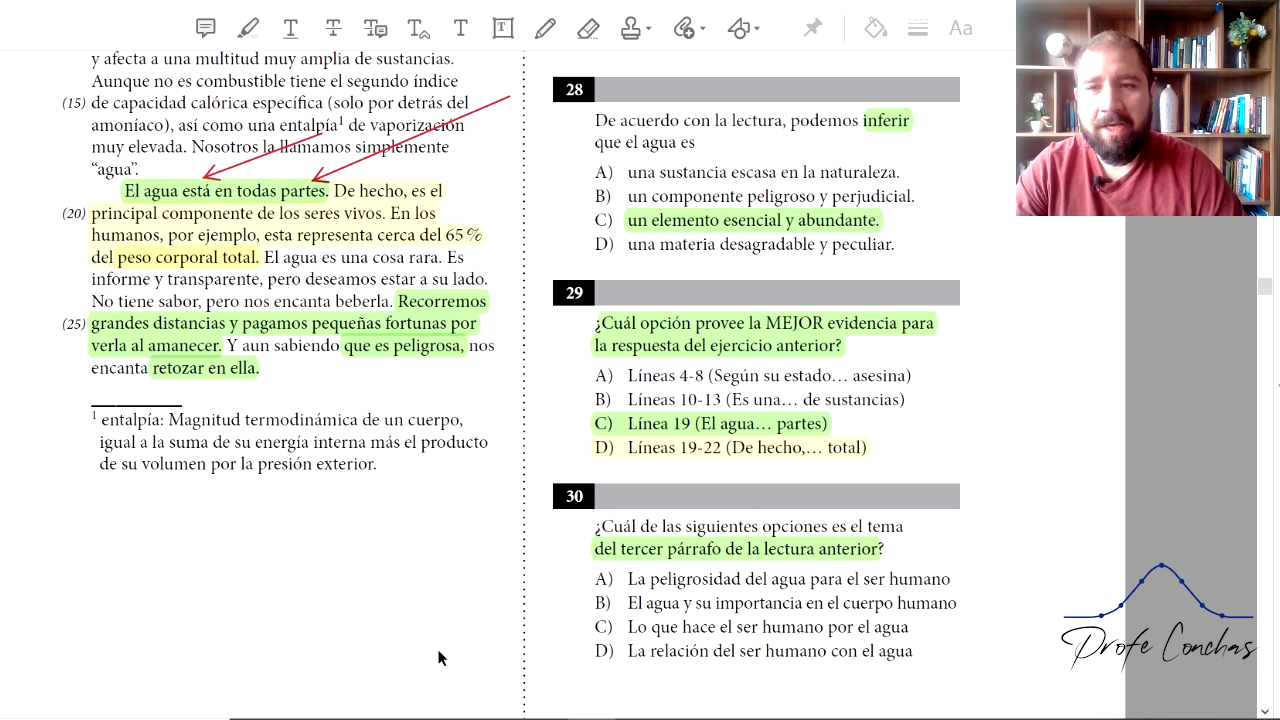 y afecta a una multitud muy amplia de sustancias.
Aunque no es combustible tiene el segundo índice
(15) de capacidad calórica específica (solo por detrás del
amoníaco), así como una entalpía¹ de vaporización
muy elevada. Nosotros la llamamos simplemente
“agua”.
El agua está en todas partes. De hecho, es el
(20) principal componente de los seres vivos. En los
humanos, por ejemplo, esta representa cerca del 65 %
del peso corporal total. El agua es una cosa rara. Es
informe y transparente, pero deseamos estar a su lado.
No tiene sabor, pero nos encanta beberla. Recorremos
(25) grandes distancias y pagamos pequeñas fortunas por
verla al amanecer. Y aun sabiendo que es peligrosa, nos
encanta retozar en ella.
¹ entalpía: Magnitud termodinámica de un cuerpo,
igual a la suma de su energía interna más el producto
de su volumen por la presión exterior.
28
De acuerdo con la lectura, podemos inferir
que el agua es
A) una sustancia escasa en la naturaleza.
B) un componente peligroso y perjudicial.
C) un elemento esencial y abundante.
D) una materia desagradable y peculiar.
29
¿Cuál opción provee la MEJOR evidencia para
la respuesta del ejercicio anterior?
A) Líneas 4-8 (Según su estado… asesina)
B) Líneas 10-13 (Es una… de sustancias)
C) Línea 19 (El agua… partes)
D) Líneas 19-22 (De hecho,… total)
30
¿Cuál de las siguientes opciones es el tema
del tercer párrafo de la lectura anterior?
A) La peligrosidad del agua para el ser humano
B) El agua y su importancia en el cuerpo humano
C) Lo que hace el ser humano por el agua
D) La relación del ser humano con el agua
Profe Conchas
Aa